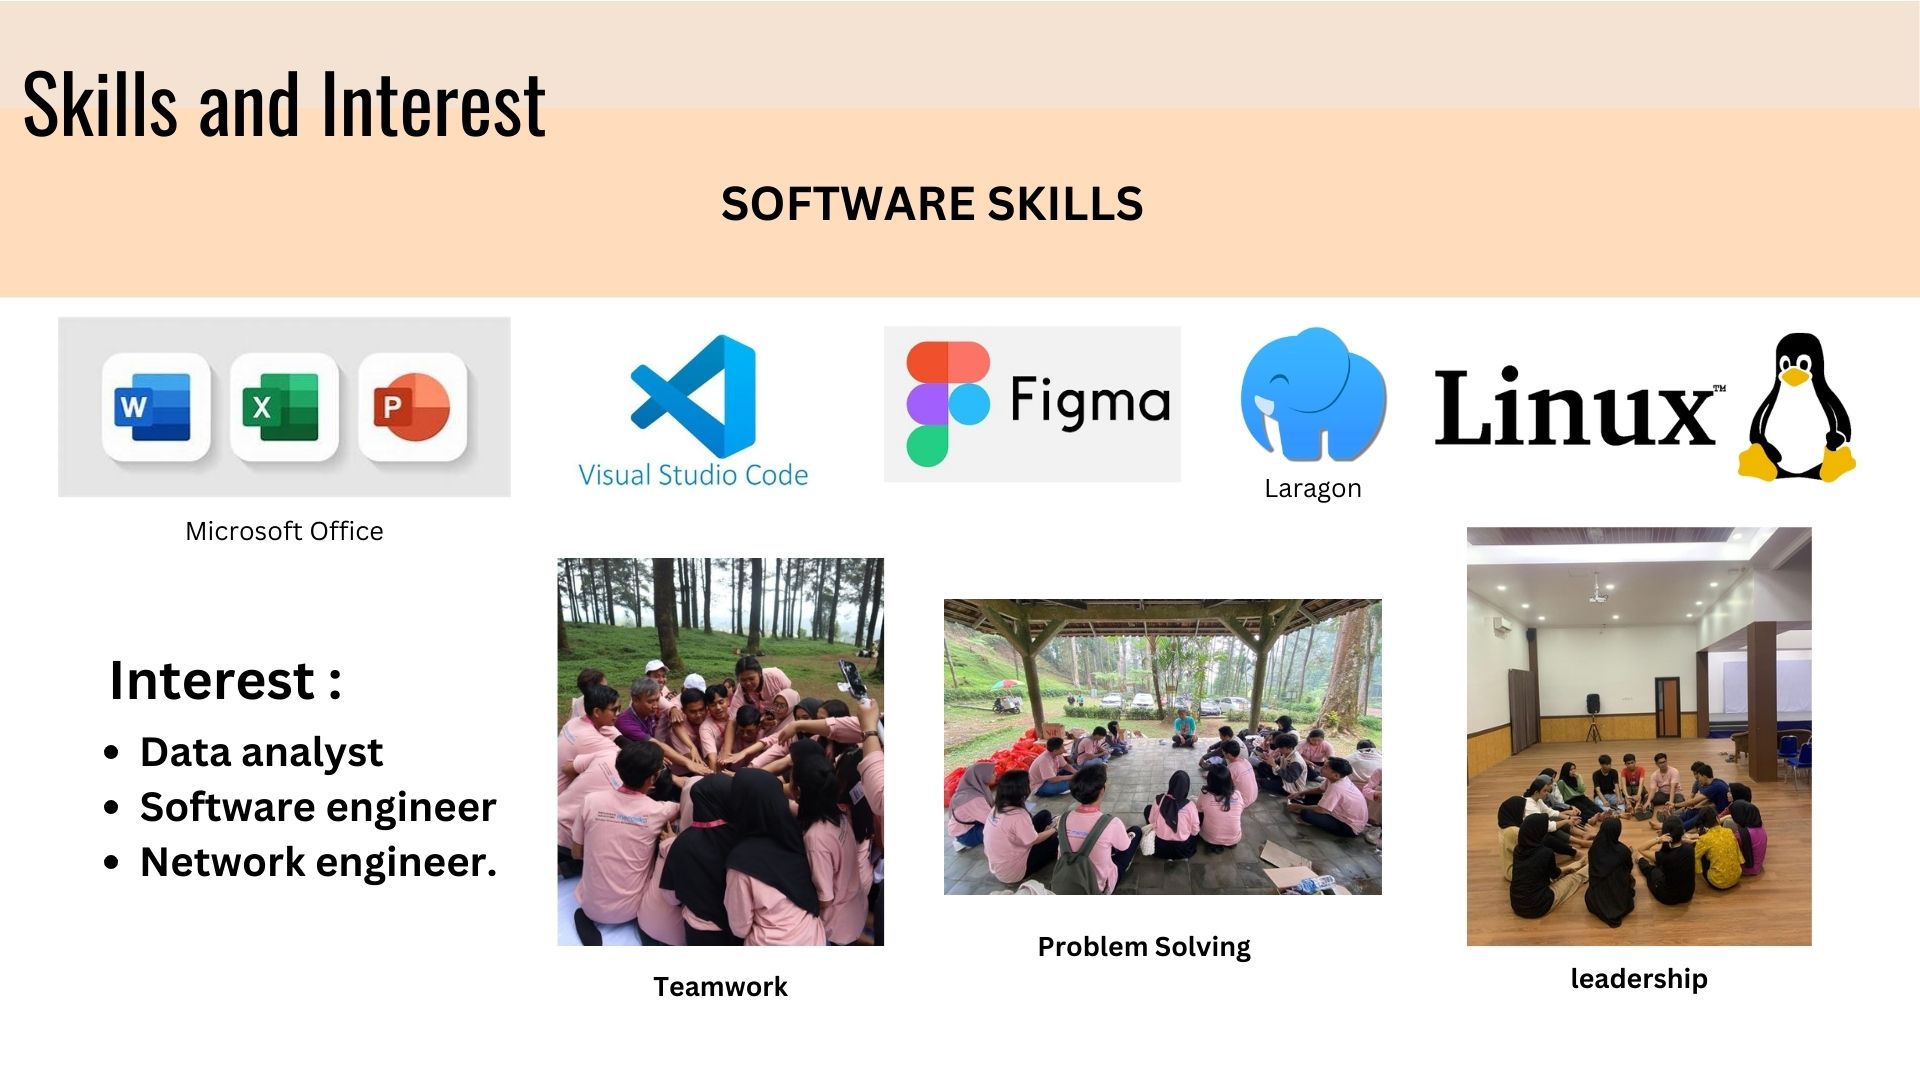 Skills and Interest
SOFTWARE SKILLS
W
X
P
Microsoft Office
Visual Studio Code
Figma
Laragon
Linux™
Interest :
• Data analyst
• Software engineer
• Network engineer.
Teamwork
Problem Solving
leadership